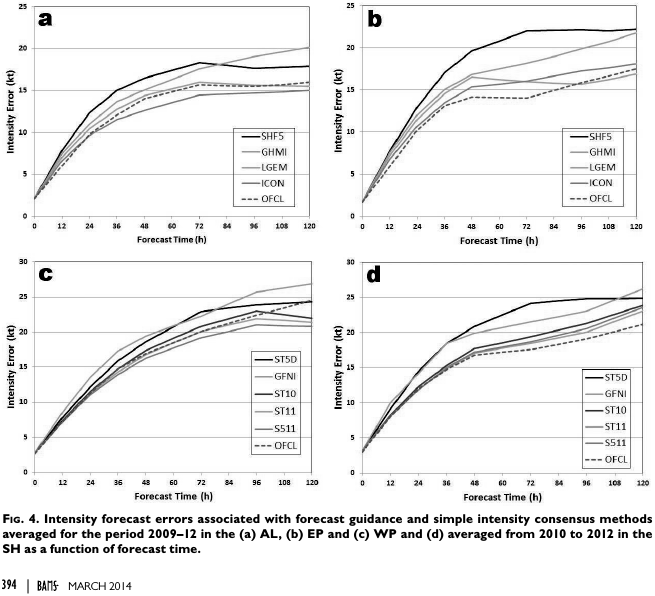 a
25
20
15
10
5
0
Intensity Error (kt)
SHF5
GHMI
LGEM
ICON
OFCL
0 12 24 36 48 60 72 84 96 108 120
Forecast Time (h)
b
25
20
15
10
5
0
Intensity Error (kt)
SHF5
GHMI
LGEM
ICON
OFCL
0 12 24 36 48 60 72 84 96 108 120
Forecast Time (h)
c
30
25
20
15
10
5
0
Intensity Error (kt)
ST5D
GFNI
ST10
ST11
S511
OFCL
0 12 24 36 48 60 72 84 96 108 120
Forecast Time (h)
d
30
25
20
15
10
5
0
Intensity Error (kt)
ST5D
GFNI
ST10
ST11
S511
OFCL
0 12 24 36 48 60 72 84 96 108 120
Forecast Time (h)
FIG. 4. Intensity forecast errors associated with forecast guidance and simple intensity consensus methods
averaged for the period 2009–12 in the (a) AL, (b) EP and (c) WP and (d) averaged from 2010 to 2012 in the
SH as a function of forecast time.
394 | BAMS MARCH 2014